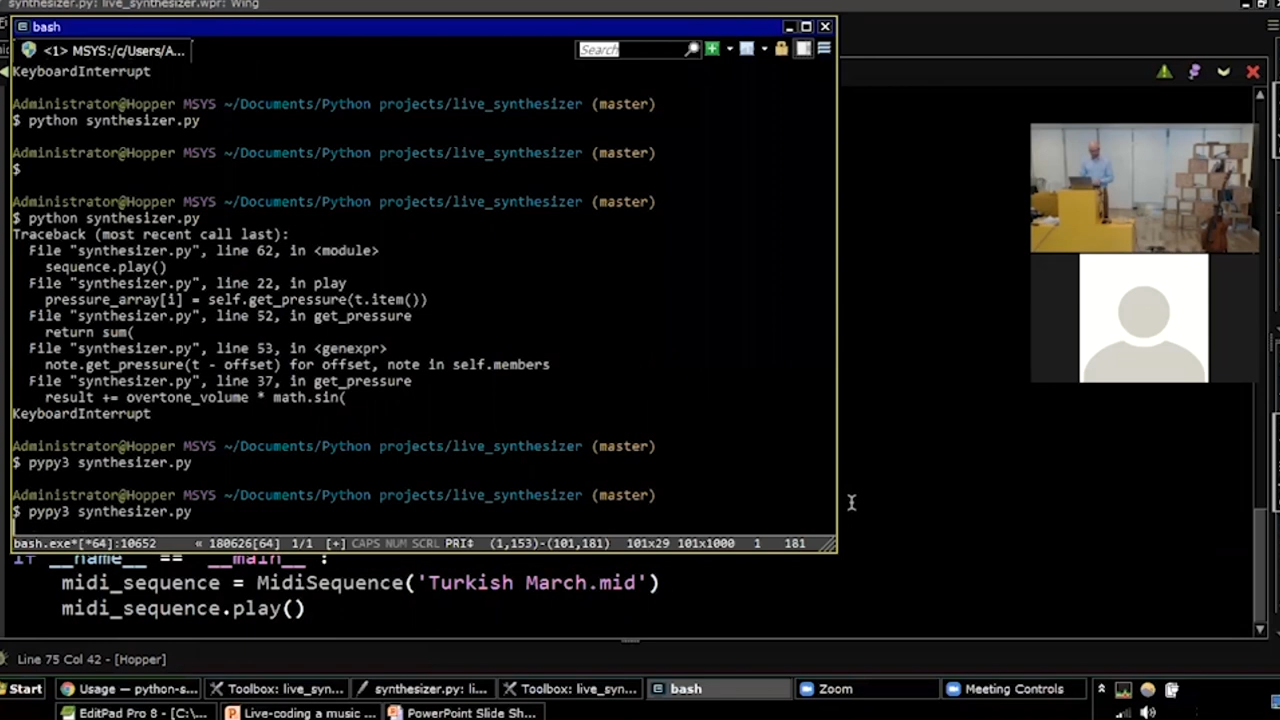 synthesizer.py: live_synthesizer.wpr: Wing
bash
<1> MSYS:/c/Users/A...
Search
KeyboardInterrupt
Administrator@Hopper MSYS ~/Documents/Python projects/live_synthesizer (master)
$ python synthesizer.py
Administrator@Hopper MSYS ~/Documents/Python projects/live_synthesizer (master)
$
Administrator@Hopper MSYS ~/Documents/Python projects/live_synthesizer (master)
$ python synthesizer.py
Traceback (most recent call last):
File "synthesizer.py", line 62, in <module>
sequence.play()
File "synthesizer.py", line 22, in play
pressure_array[i] = self.get_pressure(t.item())
File "synthesizer.py", line 52, in get_pressure
return sum(
File "synthesizer.py", line 53, in <genexpr>
note.get_pressure(t - offset) for offset, note in self.members
File "synthesizer.py", line 37, in get_pressure
result += overtone_volume * math.sin(
KeyboardInterrupt
Administrator@Hopper MSYS ~/Documents/Python projects/live_synthesizer (master)
$ pypy3 synthesizer.py
Administrator@Hopper MSYS ~/Documents/Python projects/live_synthesizer (master)
$ pypy3 synthesizer.py
bash.exe*[*64]:10652 « 180626[64] 1/1 [+] CAPS NUM SCRL PRI‡ (1,153)-(101,181) 101x29 101x1000 1 181
if __name__ == '__main__':
midi_sequence = MidiSequence('Turkish March.mid')
midi_sequence.play()
Line 75 Col 42 - [Hopper]
Start
Usage — python-s...
Toolbox: live_syn...
synthesizer.py: li...
Toolbox: live_syn...
bash
Zoom
Meeting Controls
EditPad Pro 8 - [C:\...
Live-coding a music ...
PowerPoint Slide Sh...